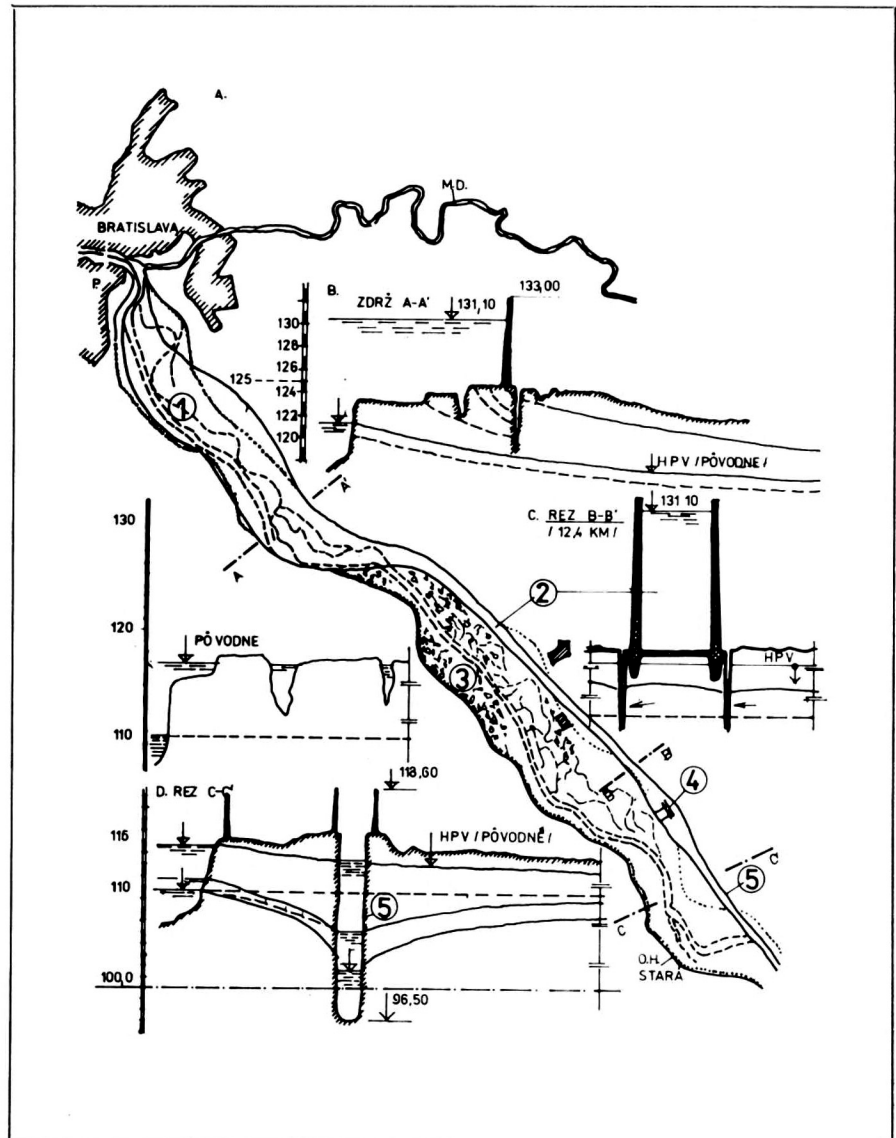 A.
M.D.
BRATISLAVA
P.
B.
ZDRŽ A-A'
131,10
133,00
130
128
126
125
124
122
120
HPV /PÔVODNE/
1
A'
A
C. REZ B-B'
/ 12,4 KM /
131 10
HPV
2
130
120
110
PÔVODNE
3
B'
B
4
118,60
D. REZ C-C'
115
110
100,0
HPV /PÔVODNÉ/
5
96,50
C'
5
C
O.H.
STARÁ